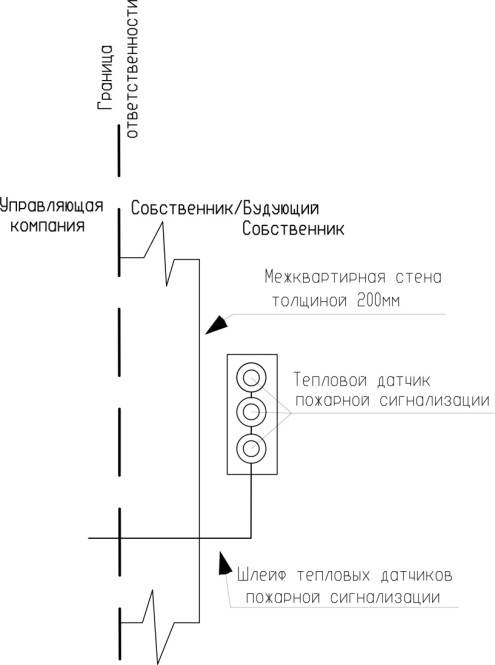 Граница
ответственности
Управляющая
компания
Собственник/Будующий
Собственник
Межквартирная стена
толщиной 200мм
Тепловой датчик
пожарной сигнализации
Шлейф тепловых датчиков
пожарной сигнализации